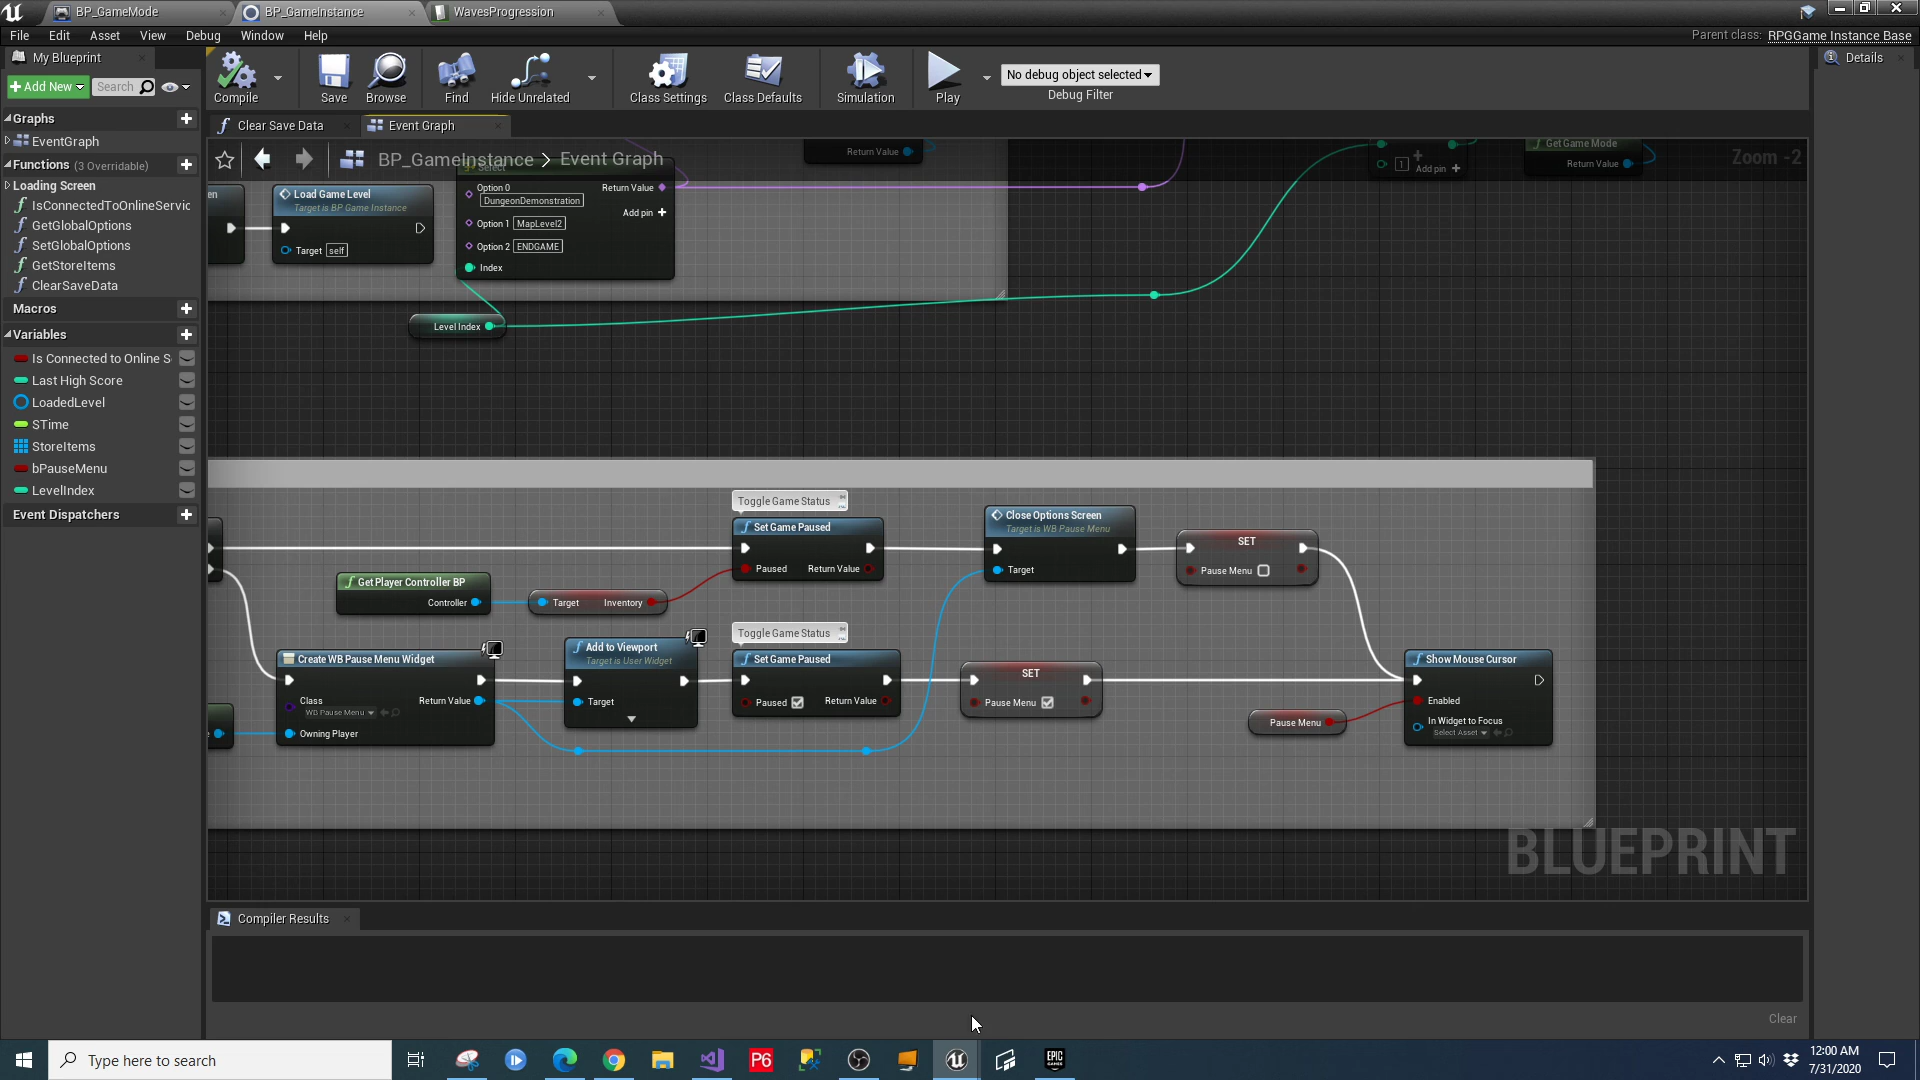 BP_GameMode
BP_GameInstance
WavesProgression
File Edit Asset View Debug Window Help
Parent class: RPGGame Instance Base
My Blueprint
Details
Add New
Search
Compile
Save
Browse
Find
Hide Unrelated
Class Settings
Class Defaults
Simulation
Play
No debug object selected
Debug Filter
Graphs
EventGraph
Functions (3 Overridable)
Loading Screen
IsConnectedToOnlineServic
GetGlobalOptions
SetGlobalOptions
GetStoreItems
ClearSaveData
Macros
Variables
Is Connected to Online S
Last High Score
LoadedLevel
STime
StoreItems
bPauseMenu
LevelIndex
Event Dispatchers
Clear Save Data
Event Graph
BP_GameInstance > Event Graph
Zoom -2
Return Value
1
Add pin
Get Game Mode
Return Value
en
Load Game Level
Target is BP Game Instance
Target self
Select
Option 0
DungeonDemonstration
Return Value
Add pin
Option 1 MapLevel2
Option 2 ENDGAME
Index
Level Index
Toggle Game Status
Set Game Paused
Paused Return Value
Close Options Screen
Target is WB Pause Menu
Target
SET
Pause Menu
Get Player Controller BP
Controller
Target Inventory
Create WB Pause Menu Widget
Class
WB Pause Menu
Return Value
Owning Player
Add to Viewport
Target is User Widget
Target
Toggle Game Status
Set Game Paused
Paused Return Value
SET
Pause Menu
Pause Menu
Show Mouse Cursor
Enabled
In Widget to Focus
Select Asset
BLUEPRINT
Compiler Results
Clear
Type here to search
P6
EPIC
GAMES
12:00 AM
7/31/2020